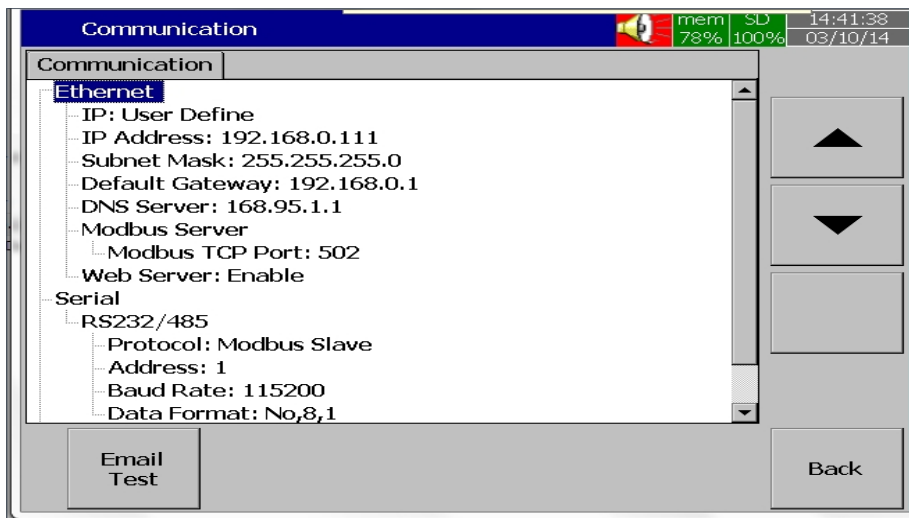 Communication
mem 78%
SD 100%
14:41:38
03/10/14
Communication
Ethernet
IP: User Define
IP Address: 192.168.0.111
Subnet Mask: 255.255.255.0
Default Gateway: 192.168.0.1
DNS Server: 168.95.1.1
Modbus Server
Modbus TCP Port: 502
Web Server: Enable
Serial
RS232/485
Protocol: Modbus Slave
Address: 1
Baud Rate: 115200
Data Format: No,8,1
Email
Test
Back